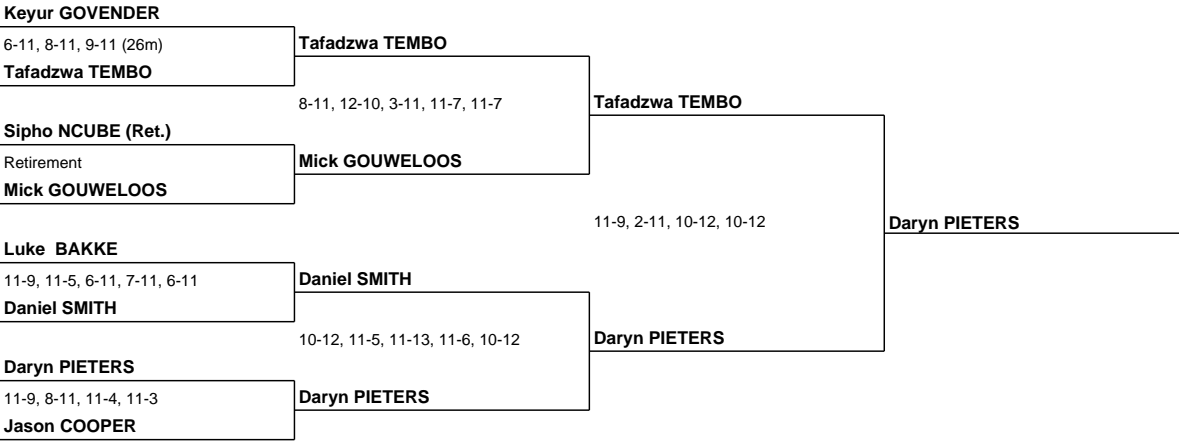 Keyur GOVENDER
6-11, 8-11, 9-11 (26m)
Tafadzwa TEMBO
Tafadzwa TEMBO
8-11, 12-10, 3-11, 11-7, 11-7
Tafadzwa TEMBO
Sipho NCUBE (Ret.)
Retirement
Mick GOUWELOOS
Mick GOUWELOOS
11-9, 2-11, 10-12, 10-12
Daryn PIETERS
Luke BAKKE
11-9, 11-5, 6-11, 7-11, 6-11
Daniel SMITH
Daniel SMITH
10-12, 11-5, 11-13, 11-6, 10-12
Daryn PIETERS
Daryn PIETERS
11-9, 8-11, 11-4, 11-3
Daryn PIETERS
Jason COOPER